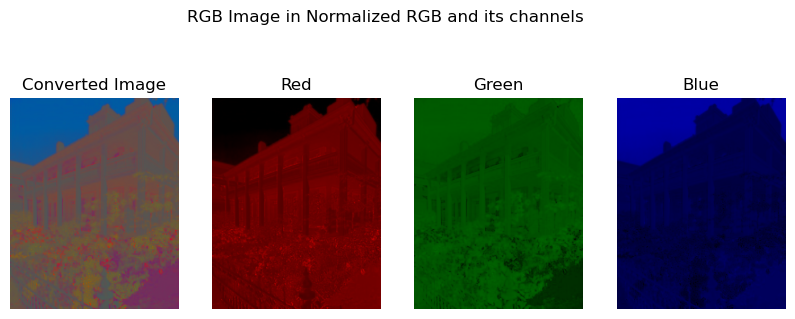 RGB Image in Normalized RGB and its channels
Converted Image
Red
Green
Blue